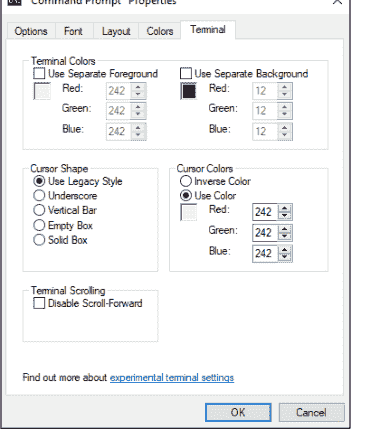 Command Prompt Properties
Options Font Layout Colors Terminal
Terminal Colors
Use Separate Foreground Use Separate Background
Red: 242 Red: 12
Green: 242 Green: 12
Blue: 242 Blue: 12
Cursor Shape Cursor Colors
Use Legacy Style Inverse Color
Underscore Use Color
Vertical Bar Red: 242
Empty Box Green: 242
Solid Box Blue: 242
Terminal Scrolling
Disable Scroll-Forward
Find out more about experimental terminal settings
OK Cancel